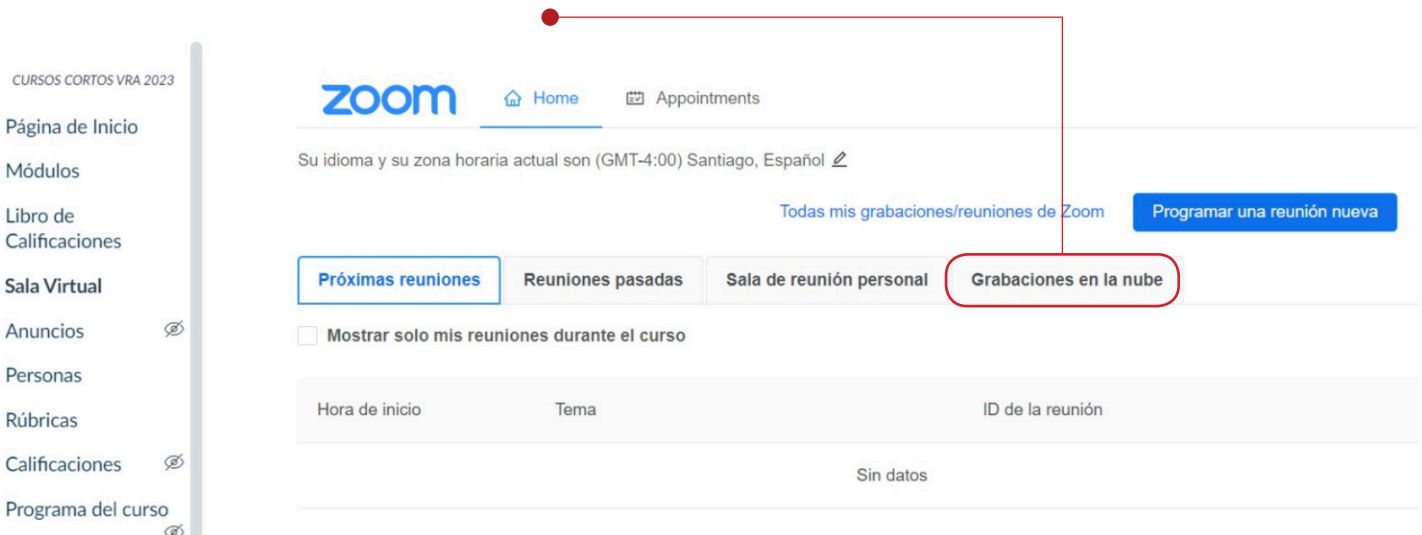 CURSOS CORTOS VRA 2023
Página de Inicio
Módulos
Libro de
Calificaciones
Sala Virtual
Anuncios
Personas
Rúbricas
Calificaciones
Programa del curso
zoom
Home
Appointments
Su idioma y su zona horaria actual son (GMT-4:00) Santiago, Español
Todas mis grabaciones/reuniones de Zoom
Programar una reunión nueva
Próximas reuniones
Reuniones pasadas
Sala de reunión personal
Grabaciones en la nube
Mostrar solo mis reuniones durante el curso
Hora de inicio
Tema
ID de la reunión
Sin datos